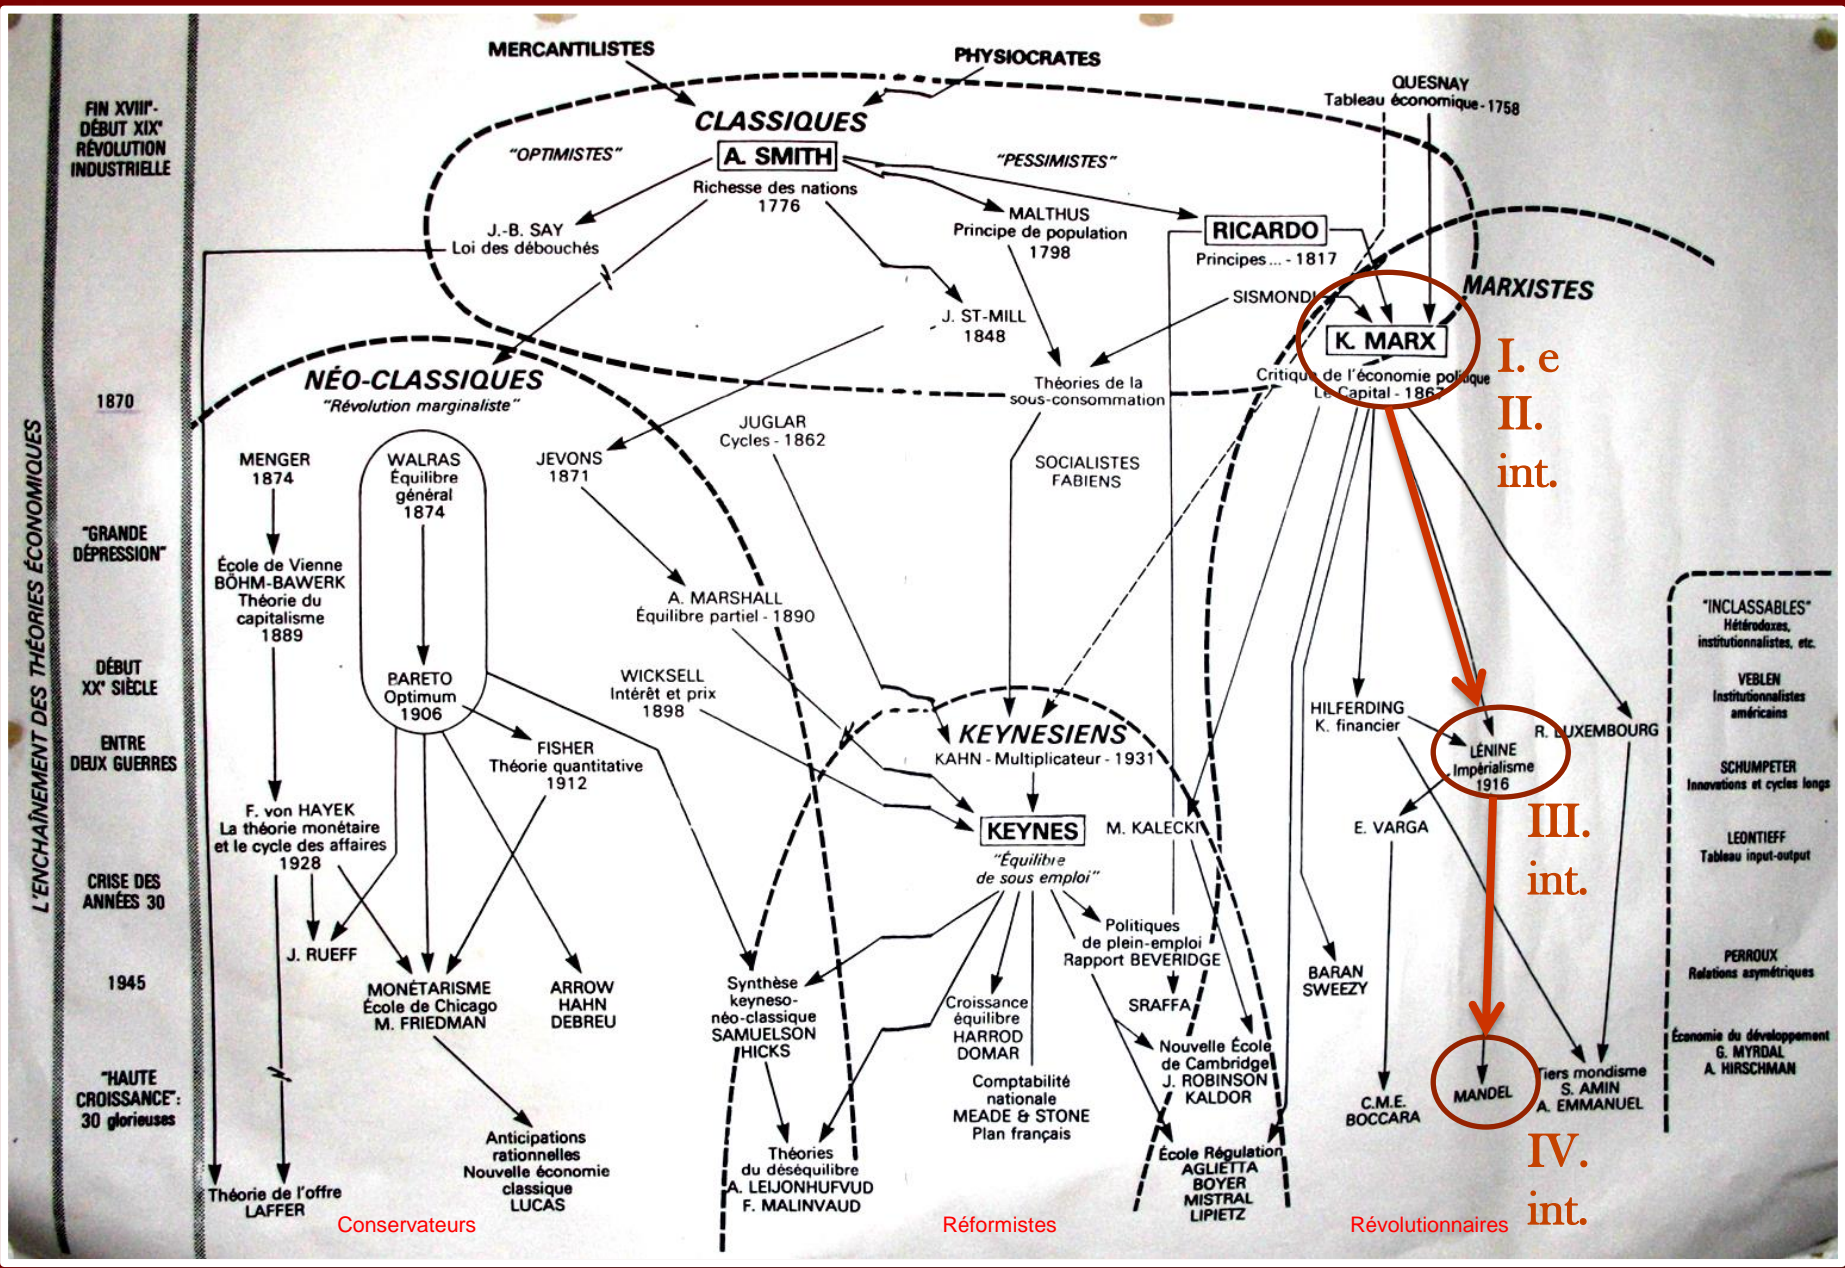 L'ENCHAÎNEMENT DES THÉORIES ÉCONOMIQUES
FIN XVIIIe-
DÉBUT XIXe
RÉVOLUTION
INDUSTRIELLE
1870
"GRANDE
DÉPRESSION"
DÉBUT
XXe SIÈCLE
ENTRE
DEUX GUERRES
CRISE DES
ANNÉES 30
1945
"HAUTE
CROISSANCE":
30 glorieuses
MERCANTILISTES
PHYSIOCRATES
QUESNAY
Tableau économique - 1758
CLASSIQUES
"OPTIMISTES"
A. SMITH
"PESSIMISTES"
Richesse des nations
1776
J.-B. SAY
Loi des débouchés
MALTHUS
Principe de population
1798
RICARDO
Principes... - 1817
SISMONDI
MARXISTES
J. ST-MILL
1848
K. MARX
Critique de l'économie politique
Le Capital - 1867
I. e
II.
int.
NÉO-CLASSIQUES
"Révolution marginaliste"
Théories de la
sous-consommation
JUGLAR
Cycles - 1862
MENGER
1874
WALRAS
Équilibre
général
1874
JEVONS
1871
SOCIALISTES
FABIENS
École de Vienne
BÖHM-BAWERK
Théorie du
capitalisme
1889
A. MARSHALL
Équilibre partiel - 1890
PARETO
Optimum
1906
WICKSELL
Intérêt et prix
1898
FISHER
Théorie quantitative
1912
KEYNESIENS
KAHN - Multiplicateur - 1931
HILFERDING
K. financier
LÉNINE
Impérialisme
1916
R. LUXEMBOURG
F. von HAYEK
La théorie monétaire
et le cycle des affaires
1928
KEYNES
"Équilibre
de sous emploi"
M. KALECKI
E. VARGA
III.
int.
J. RUEFF
MONÉTARISME
École de Chicago
M. FRIEDMAN
ARROW
HAHN
DEBREU
Synthèse
keyneso-
néo-classique
SAMUELSON
HICKS
Croissance
équilibre
HARROD
DOMAR
Politiques
de plein-emploi
Rapport BEVERIDGE
SRAFFA
BARAN
SWEEZY
Comptabilité
nationale
MEADE & STONE
Plan français
Nouvelle École
de Cambridge
J. ROBINSON
KALDOR
C.M.E.
BOCCARA
MANDEL
Tiers mondisme
S. AMIN
A. EMMANUEL
Anticipations
rationnelles
Nouvelle économie
classique
LUCAS
Théories
du déséquilibre
A. LEIJONHUFVUD
F. MALINVAUD
École Régulation
AGLIETTA
BOYER
MISTRAL
LIPIETZ
IV.
int.
Théorie de l'offre
LAFFER
Conservateurs
Réformistes
Révolutionnaires
"INCLASSABLES"
Hétérodoxes,
institutionnalistes, etc.
VEBLEN
Institutionnalistes
américains
SCHUMPETER
Innovations et cycles longs
LEONTIEFF
Tableau input-output
PERROUX
Relations asymétriques
Économie du développement
G. MYRDAL
A. HIRSCHMAN